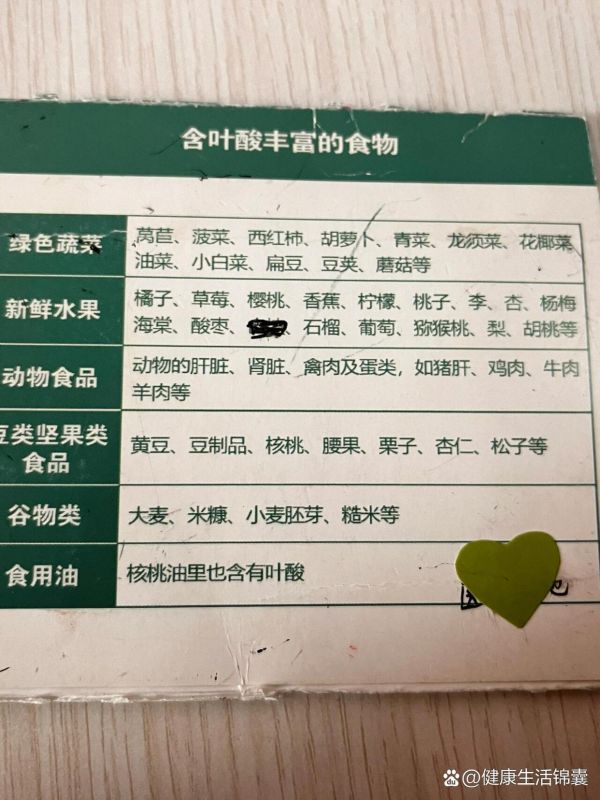 含叶酸丰富的食物
绿色蔬菜
莴苣、菠菜、西红柿、胡萝卜、青菜、龙须菜、花椰菜
油菜、小白菜、扁豆、豆荚、蘑菇等
新鲜水果
橘子、草莓、樱桃、香蕉、柠檬、桃子、李、杏、杨梅
海棠、酸枣、石榴、葡萄、猕猴桃、梨、胡桃等
动物食品
动物的肝脏、肾脏、禽肉及蛋类，如猪肝、鸡肉、牛肉
羊肉等
豆类坚果类
食品
黄豆、豆制品、核桃、腰果、栗子、杏仁、松子等
谷物类
大麦、米糠、小麦胚芽、糙米等
食用油
核桃油里也含有叶酸
@健康生活锦囊